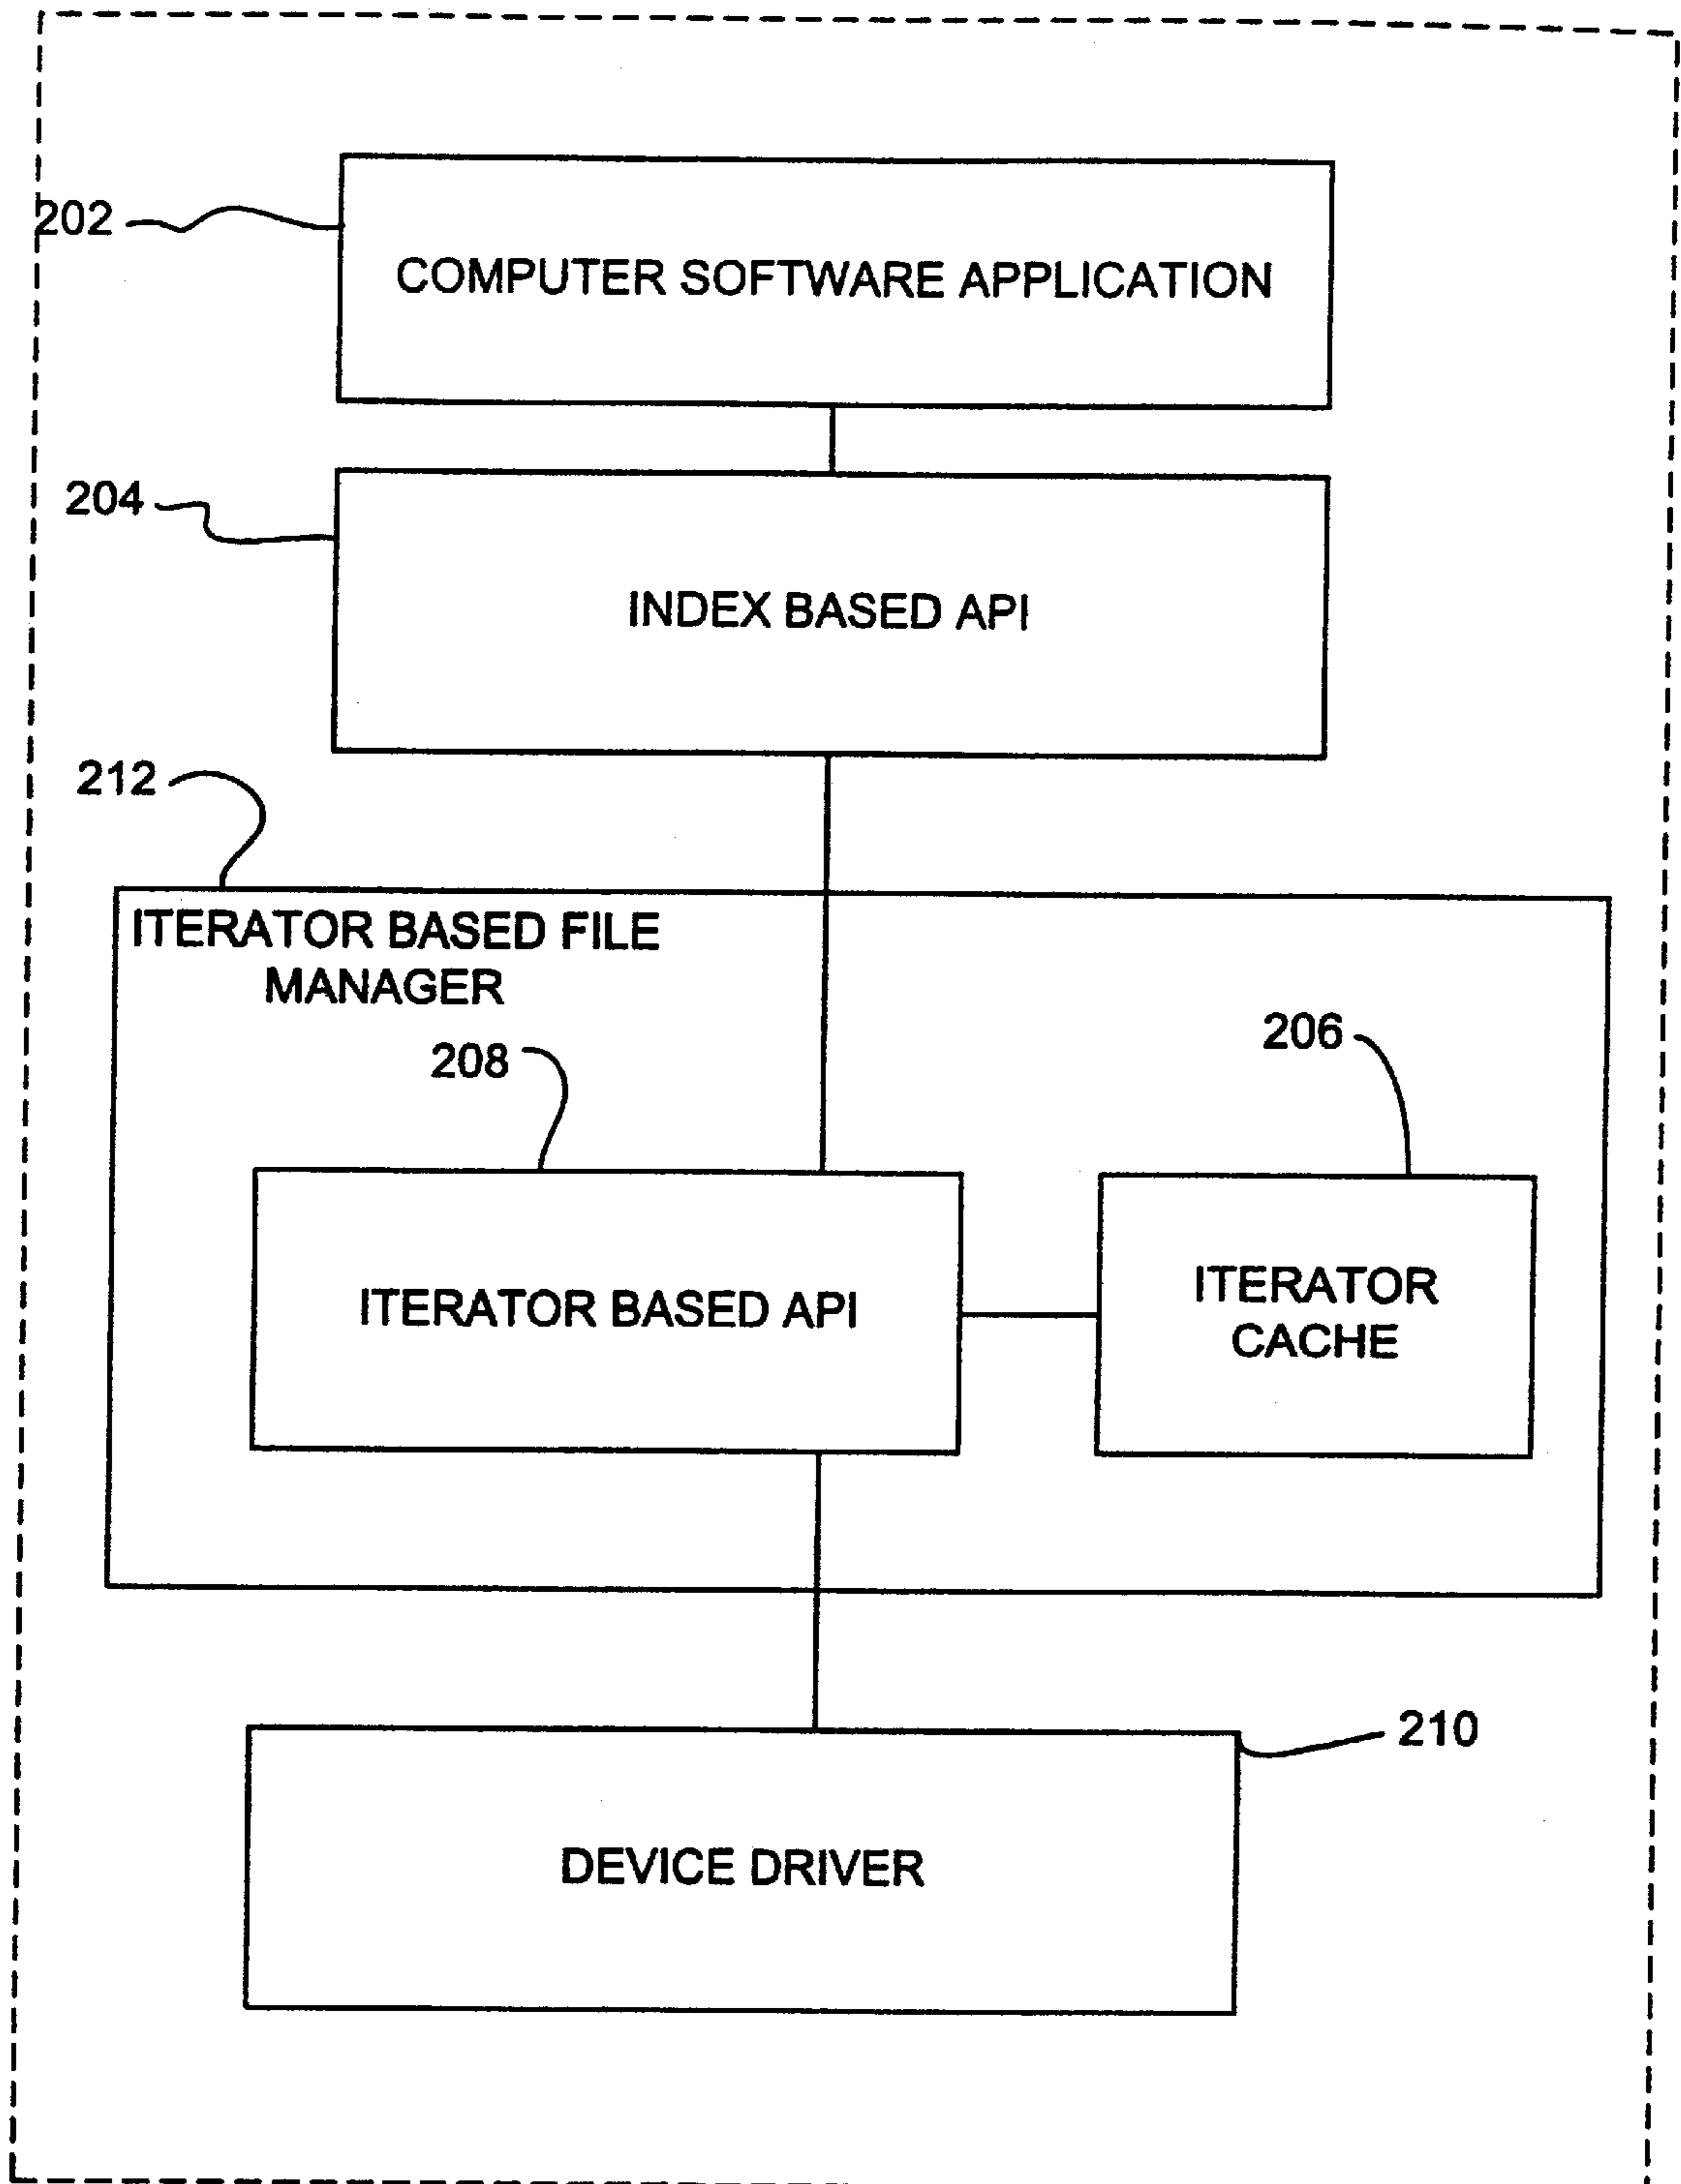 202
COMPUTER SOFTWARE APPLICATION
204
INDEX BASED API
212
ITERATOR BASED FILE
MANAGER
208
206
ITERATOR BASED API
ITERATOR
CACHE
210
DEVICE DRIVER